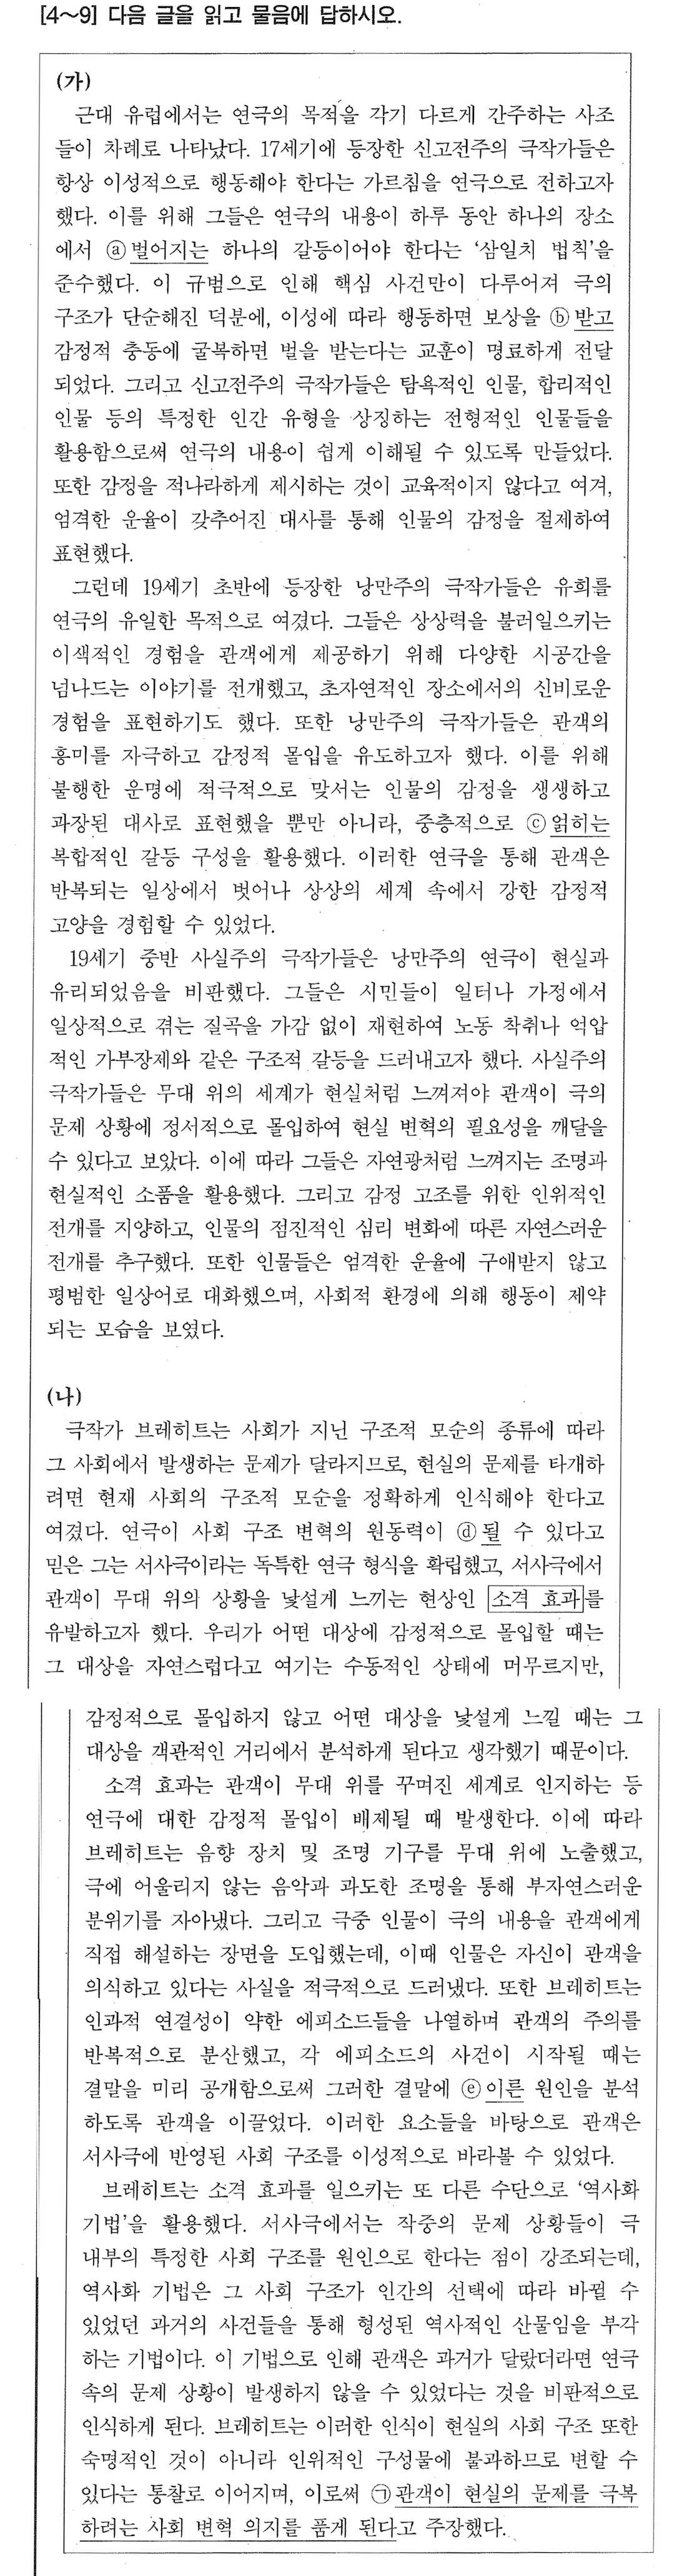 [4～9] 다음 글을 읽고 물음에 답하시오.
(가)
근대 유럽에서는 연극의 목적을 각기 다르게 간주하는 사조
들이 차례로 나타났다. 17세기에 등장한 신고전주의 극작가들은
항상 이성적으로 행동해야 한다는 가르침을 연극으로 전하고자
했다. 이를 위해 그들은 연극의 내용이 하루 동안 하나의 장소
에서 ⓐ벌어지는 하나의 갈등이어야 한다는 ‘삼일치 법칙’을
준수했다. 이 규범으로 인해 핵심 사건만이 다루어져 극의
구조가 단순해진 덕분에, 이성에 따라 행동하면 보상을 ⓑ받고
감정적 충동에 굴복하면 벌을 받는다는 교훈이 명료하게 전달
되었다. 그리고 신고전주의 극작가들은 탐욕적인 인물, 합리적인
인물 등의 특정한 인간 유형을 상징하는 전형적인 인물들을
활용함으로써 연극의 내용이 쉽게 이해될 수 있도록 만들었다.
또한 감정을 적나라하게 제시하는 것이 교육적이지 않다고 여겨,
엄격한 운율이 갖추어진 대사를 통해 인물의 감정을 절제하여
표현했다.
그런데 19세기 초반에 등장한 낭만주의 극작가들은 유희를
연극의 유일한 목적으로 여겼다. 그들은 상상력을 불러일으키는
이색적인 경험을 관객에게 제공하기 위해 다양한 시공간을
넘나드는 이야기를 전개했고, 초자연적인 장소에서의 신비로운
경험을 표현하기도 했다. 또한 낭만주의 극작가들은 관객의
흥미를 자극하고 감정적 몰입을 유도하고자 했다. 이를 위해
불행한 운명에 적극적으로 맞서는 인물의 감정을 생생하고
과장된 대사로 표현했을 뿐만 아니라, 중층적으로 ⓒ얽히는
복합적인 갈등 구성을 활용했다. 이러한 연극을 통해 관객은
반복되는 일상에서 벗어나 상상의 세계 속에서 강한 감정적
고양을 경험할 수 있었다.
19세기 중반 사실주의 극작가들은 낭만주의 연극이 현실과
유리되었음을 비판했다. 그들은 시민들이 일터나 가정에서
일상적으로 겪는 질곡을 가감 없이 재현하여 노동 착취나 억압
적인 가부장제와 같은 구조적 갈등을 드러내고자 했다. 사실주의
극작가들은 무대 위의 세계가 현실처럼 느껴져야 관객이 극의
문제 상황에 정서적으로 몰입하여 현실 변혁의 필요성을 깨달을
수 있다고 보았다. 이에 따라 그들은 자연광처럼 느껴지는 조명과
현실적인 소품을 활용했다. 그리고 감정 고조를 위한 인위적인
전개를 지양하고, 인물의 점진적인 심리 변화에 따른 자연스러운
전개를 추구했다. 또한 인물들은 엄격한 운율에 구애받지 않고
평범한 일상어로 대화했으며, 사회적 환경에 의해 행동이 제약
되는 모습을 보였다.
(나)
극작가 브레히트는 사회가 지닌 구조적 모순의 종류에 따라
그 사회에서 발생하는 문제가 달라지므로, 현실의 문제를 타개하
려면 현재 사회의 구조적 모순을 정확하게 인식해야 한다고
여겼다. 연극이 사회 구조 변혁의 원동력이 ⓓ될 수 있다고
믿은 그는 서사극이라는 독특한 연극 형식을 확립했고, 서사극에서
관객이 무대 위의 상황을 낯설게 느끼는 현상인 소격 효과를
유발하고자 했다. 우리가 어떤 대상에 감정적으로 몰입할 때는
그 대상을 자연스럽다고 여기는 수동적인 상태에 머무르지만,
감정적으로 몰입하지 않고 어떤 대상을 낯설게 느낄 때는 그
대상을 객관적인 거리에서 분석하게 된다고 생각했기 때문이다.
소격 효과는 관객이 무대 위를 꾸며진 세계로 인지하는 등
연극에 대한 감정적 몰입이 배제될 때 발생한다. 이에 따라
브레히트는 음향 장치 및 조명 기구를 무대 위에 노출했고,
극에 어울리지 않는 음악과 과도한 조명을 통해 부자연스러운
분위기를 자아냈다. 그리고 극중 인물이 극의 내용을 관객에게
직접 해설하는 장면을 도입했는데, 이때 인물은 자신이 관객을
의식하고 있다는 사실을 적극적으로 드러냈다. 또한 브레히트는
인과적 연결성이 약한 에피소드들을 나열하며 관객의 주의를
반복적으로 분산했고, 각 에피소드의 사건이 시작될 때는
결말을 미리 공개함으로써 그러한 결말에 ⓔ이른 원인을 분석
하도록 관객을 이끌었다. 이러한 요소들을 바탕으로 관객은
서사극에 반영된 사회 구조를 이성적으로 바라볼 수 있었다.
브레히트는 소격 효과를 일으키는 또 다른 수단으로 ‘역사화
기법’을 활용했다. 서사극에서는 작중의 문제 상황들이 극
내부의 특정한 사회 구조를 원인으로 한다는 점이 강조되는데,
역사화 기법은 그 사회 구조가 인간의 선택에 따라 바뀔 수
있었던 과거의 사건들을 통해 형성된 역사적인 산물임을 부각
하는 기법이다. 이 기법으로 인해 관객은 과거가 달랐더라면 연극
속의 문제 상황이 발생하지 않을 수 있었다는 것을 비판적으로
인식하게 된다. 브레히트는 이러한 인식이 현실의 사회 구조 또한
숙명적인 것이 아니라 인위적인 구성물에 불과하므로 변할 수
있다는 통찰로 이어지며, 이로써 ㉠관객이 현실의 문제를 극복
하려는 사회 변혁 의지를 품게 된다고 주장했다.